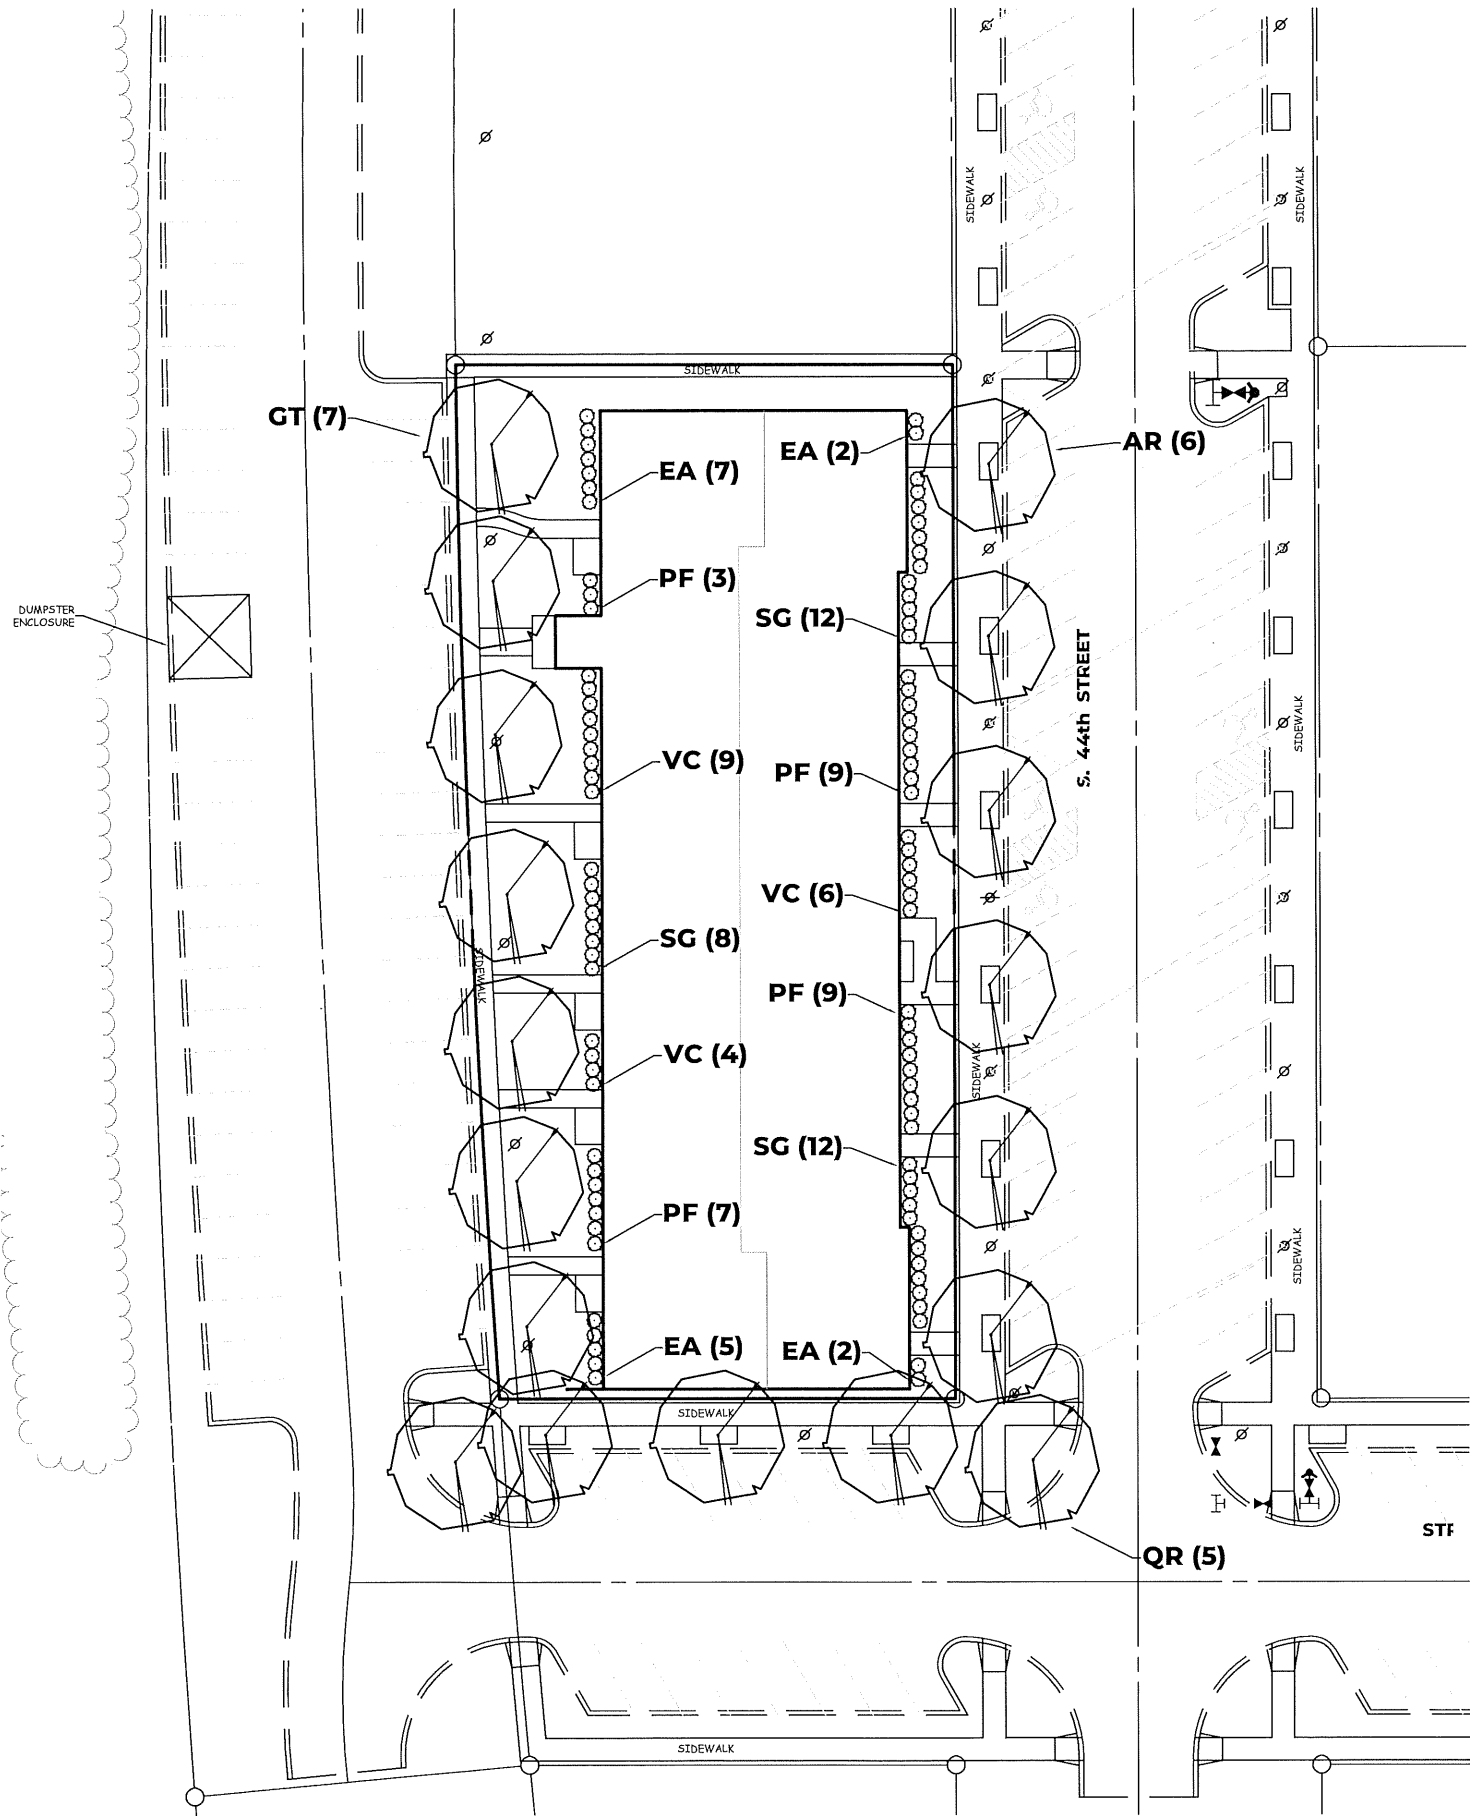 SIDEWALK
SIDEWALK
SIDEWALK
GT (7)
EA (2)
AR (6)
EA (7)
PF (3)
DUMPSTER
ENCLOSURE
SG (12)
S. 44th STREET
SIDEWALK
VC (9)
PF (9)
VC (6)
SG (8)
SIDEWALK
PF (9)
VC (4)
SIDEWALK
SG (12)
PF (7)
SIDEWALK
EA (5)
EA (2)
SIDEWALK
STR
QR (5)
SIDEWALK